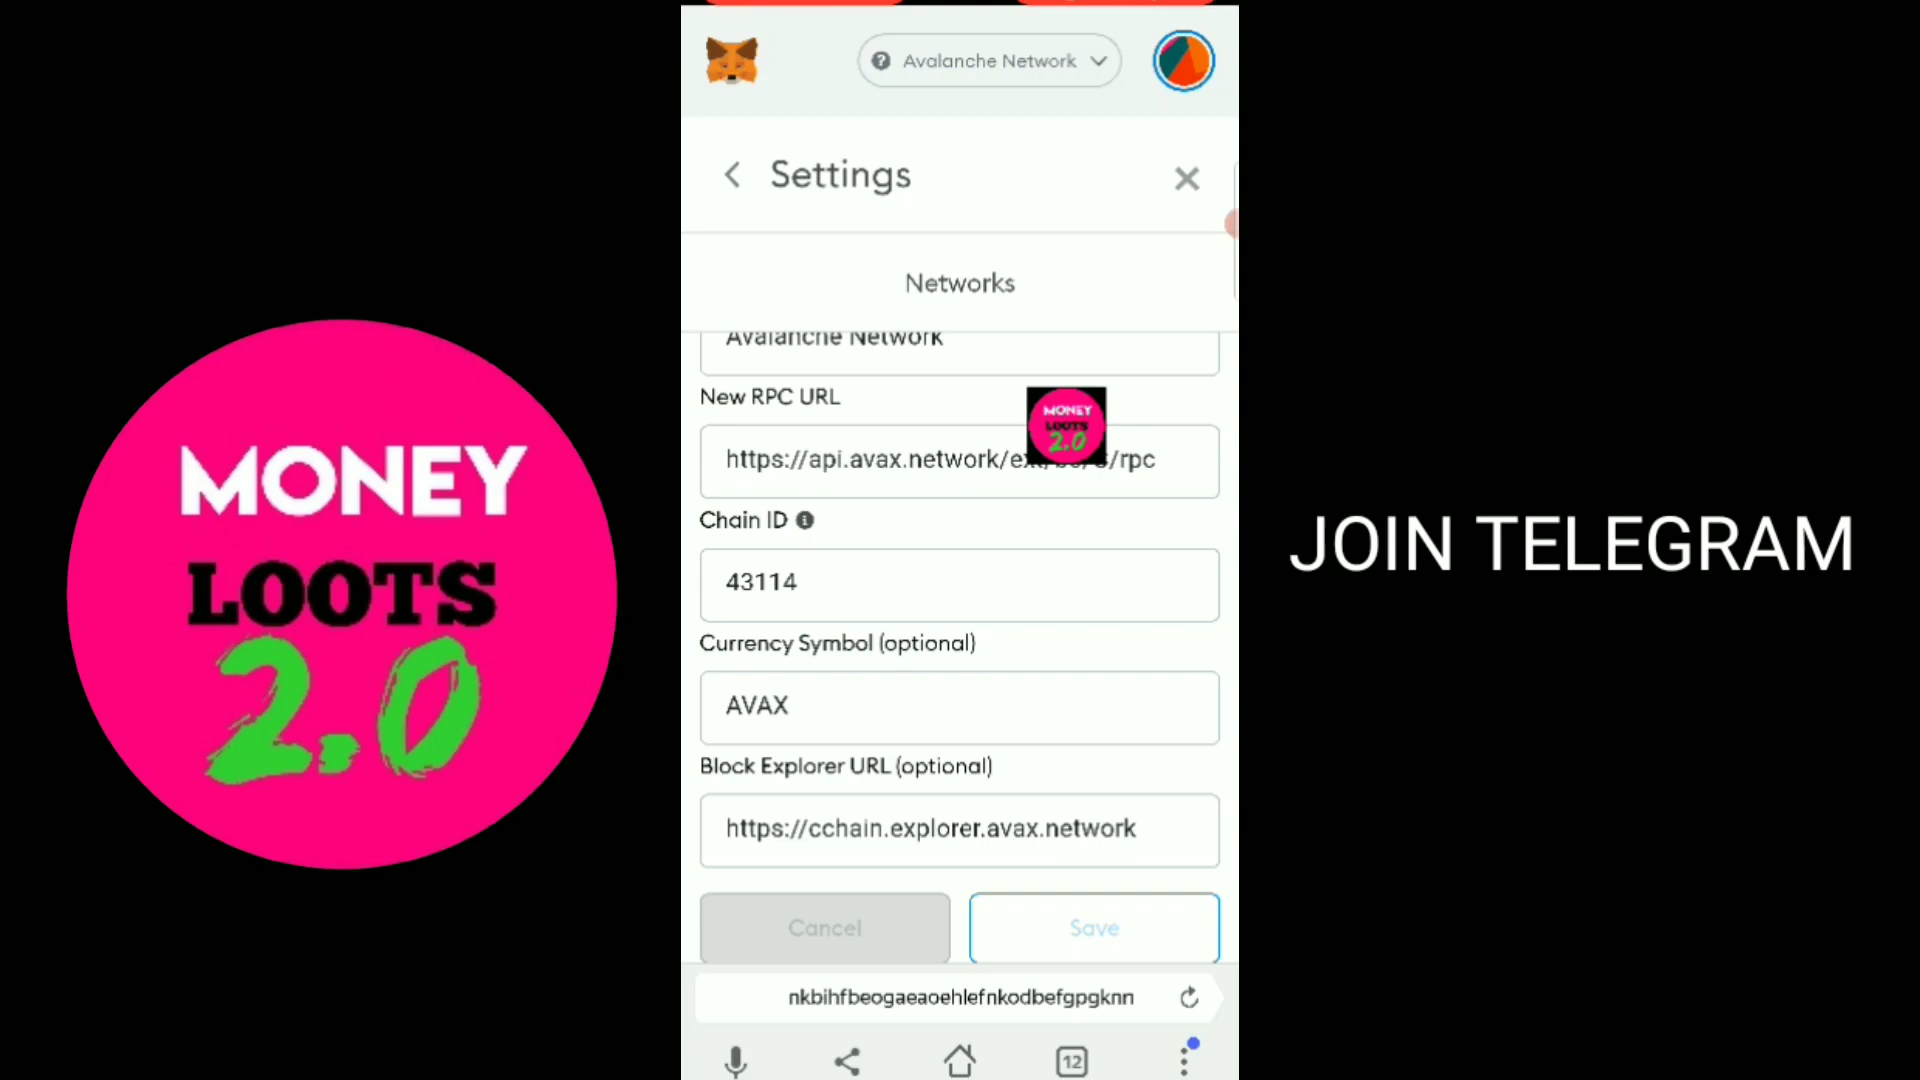 Avalanche Network
Settings
Networks
Avalanche Network
New RPC URL
MONEY
LOOTS
2.0
https://api.avax.network/ext/bc/C/rpc
Chain ID
43114
Currency Symbol (optional)
AVAX
Block Explorer URL (optional)
https://cchain.explorer.avax.network
Cancel
Save
nkbihfbeogaeaoehlefnkodbefgpgknn
12
MONEY
LOOTS
2.0
JOIN TELEGRAM